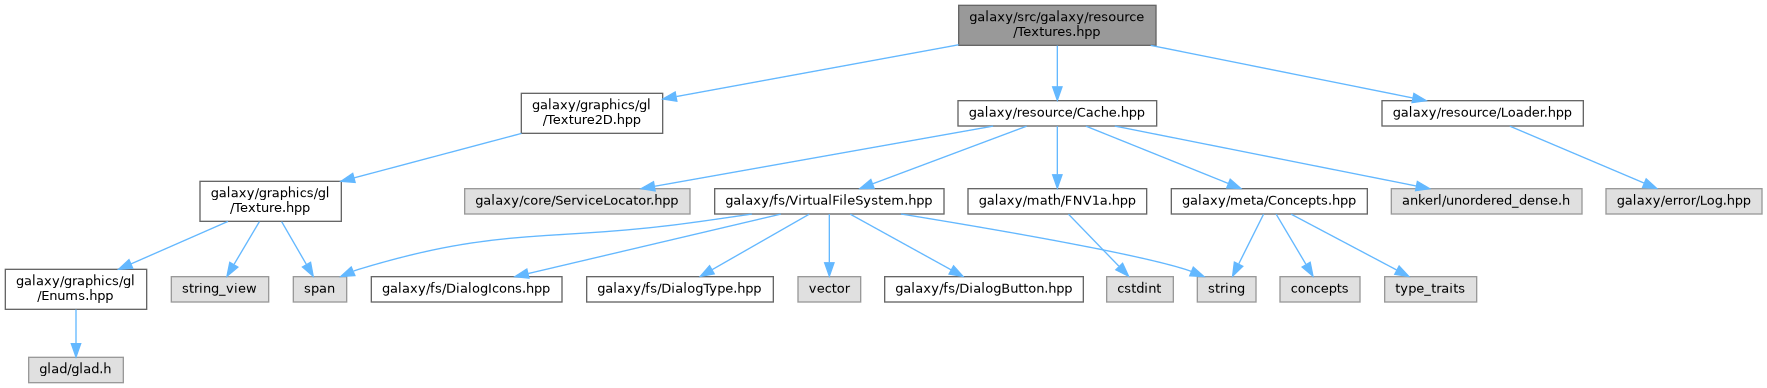 galaxy/src/galaxy/resource
/Textures.hpp
galaxy/graphics/gl
/Texture2D.hpp
galaxy/resource/Cache.hpp
galaxy/resource/Loader.hpp
galaxy/graphics/gl
/Texture.hpp
galaxy/core/ServiceLocator.hpp
galaxy/fs/VirtualFileSystem.hpp
galaxy/math/FNV1a.hpp
galaxy/meta/Concepts.hpp
ankerl/unordered_dense.h
galaxy/error/Log.hpp
galaxy/graphics/gl
/Enums.hpp
string_view
span
galaxy/fs/DialogIcons.hpp
galaxy/fs/DialogType.hpp
vector
galaxy/fs/DialogButton.hpp
cstdint
string
concepts
type_traits
glad/glad.h